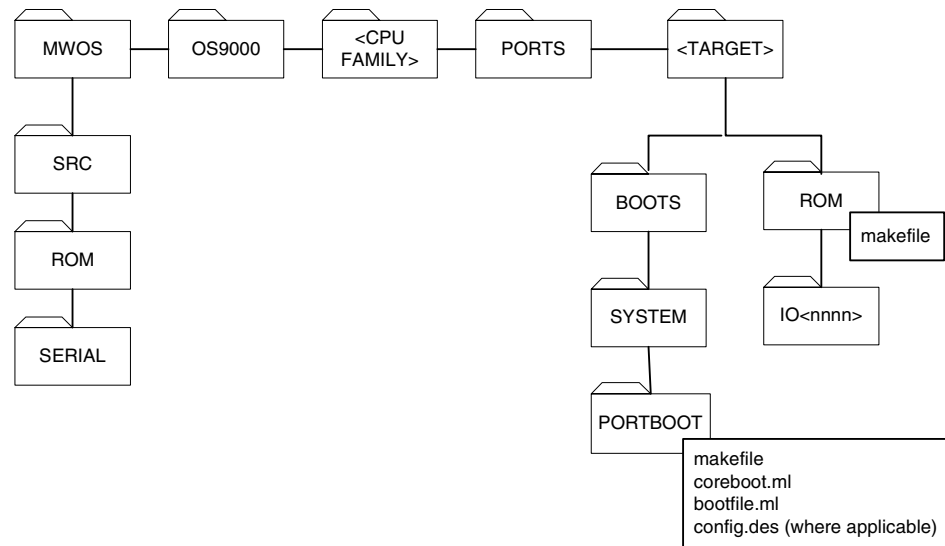 MWOS
OS9000
<CPU
FAMILY>
PORTS
<TARGET>
SRC
BOOTS
ROM
makefile
ROM
SYSTEM
IO<nnnn>
SERIAL
PORTBOOT
makefile
coreboot.ml
bootfile.ml
config.des (where applicable)